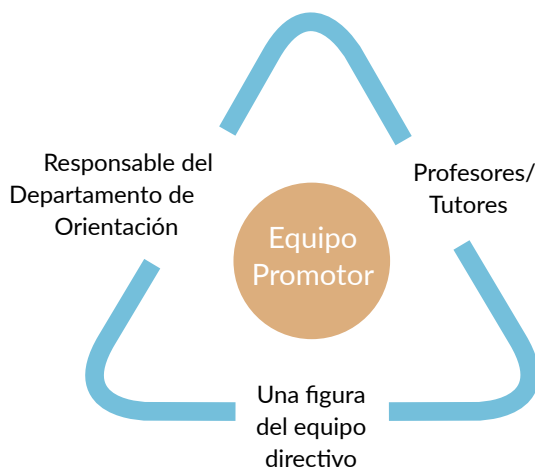 Responsable del
Departamento de
Orientación
Profesores/
Tutores
Equipo
Promotor
Una figura
del equipo
directivo